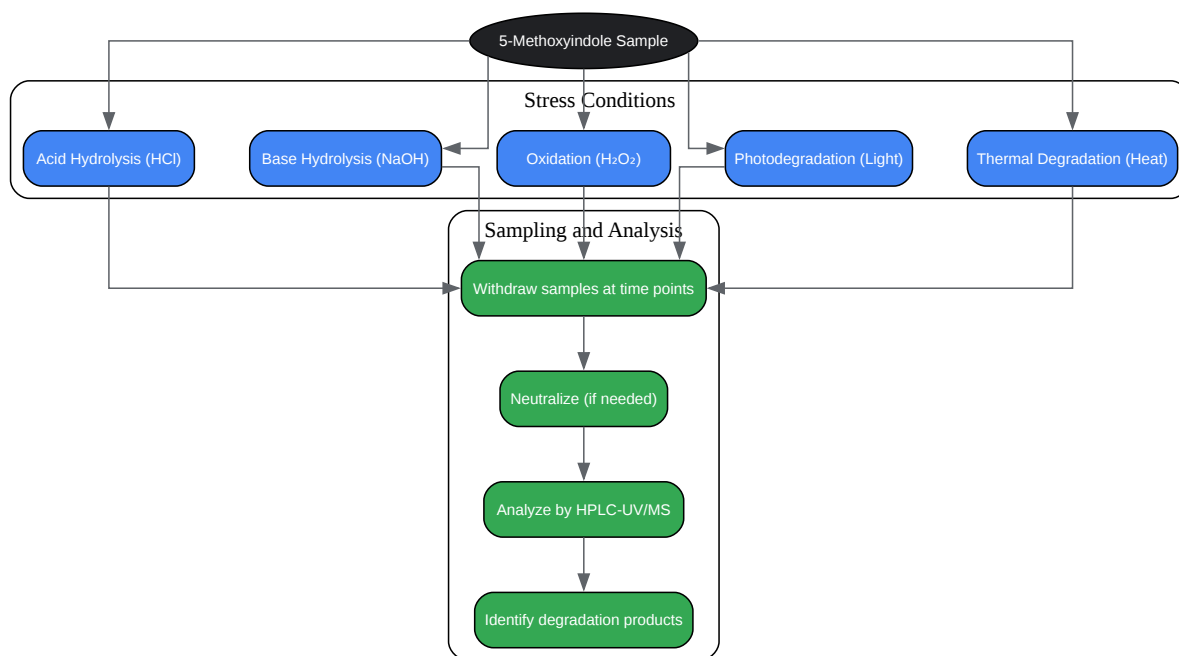 5-Methoxyindole Sample
Stress Conditions
Acid Hydrolysis (HCl)
Base Hydrolysis (NaOH)
Oxidation (H₂O₂)
Photodegradation (Light)
Thermal Degradation (Heat)
Sampling and Analysis
Withdraw samples at time points
Neutralize (if needed)
Analyze by HPLC-UV/MS
Identify degradation products